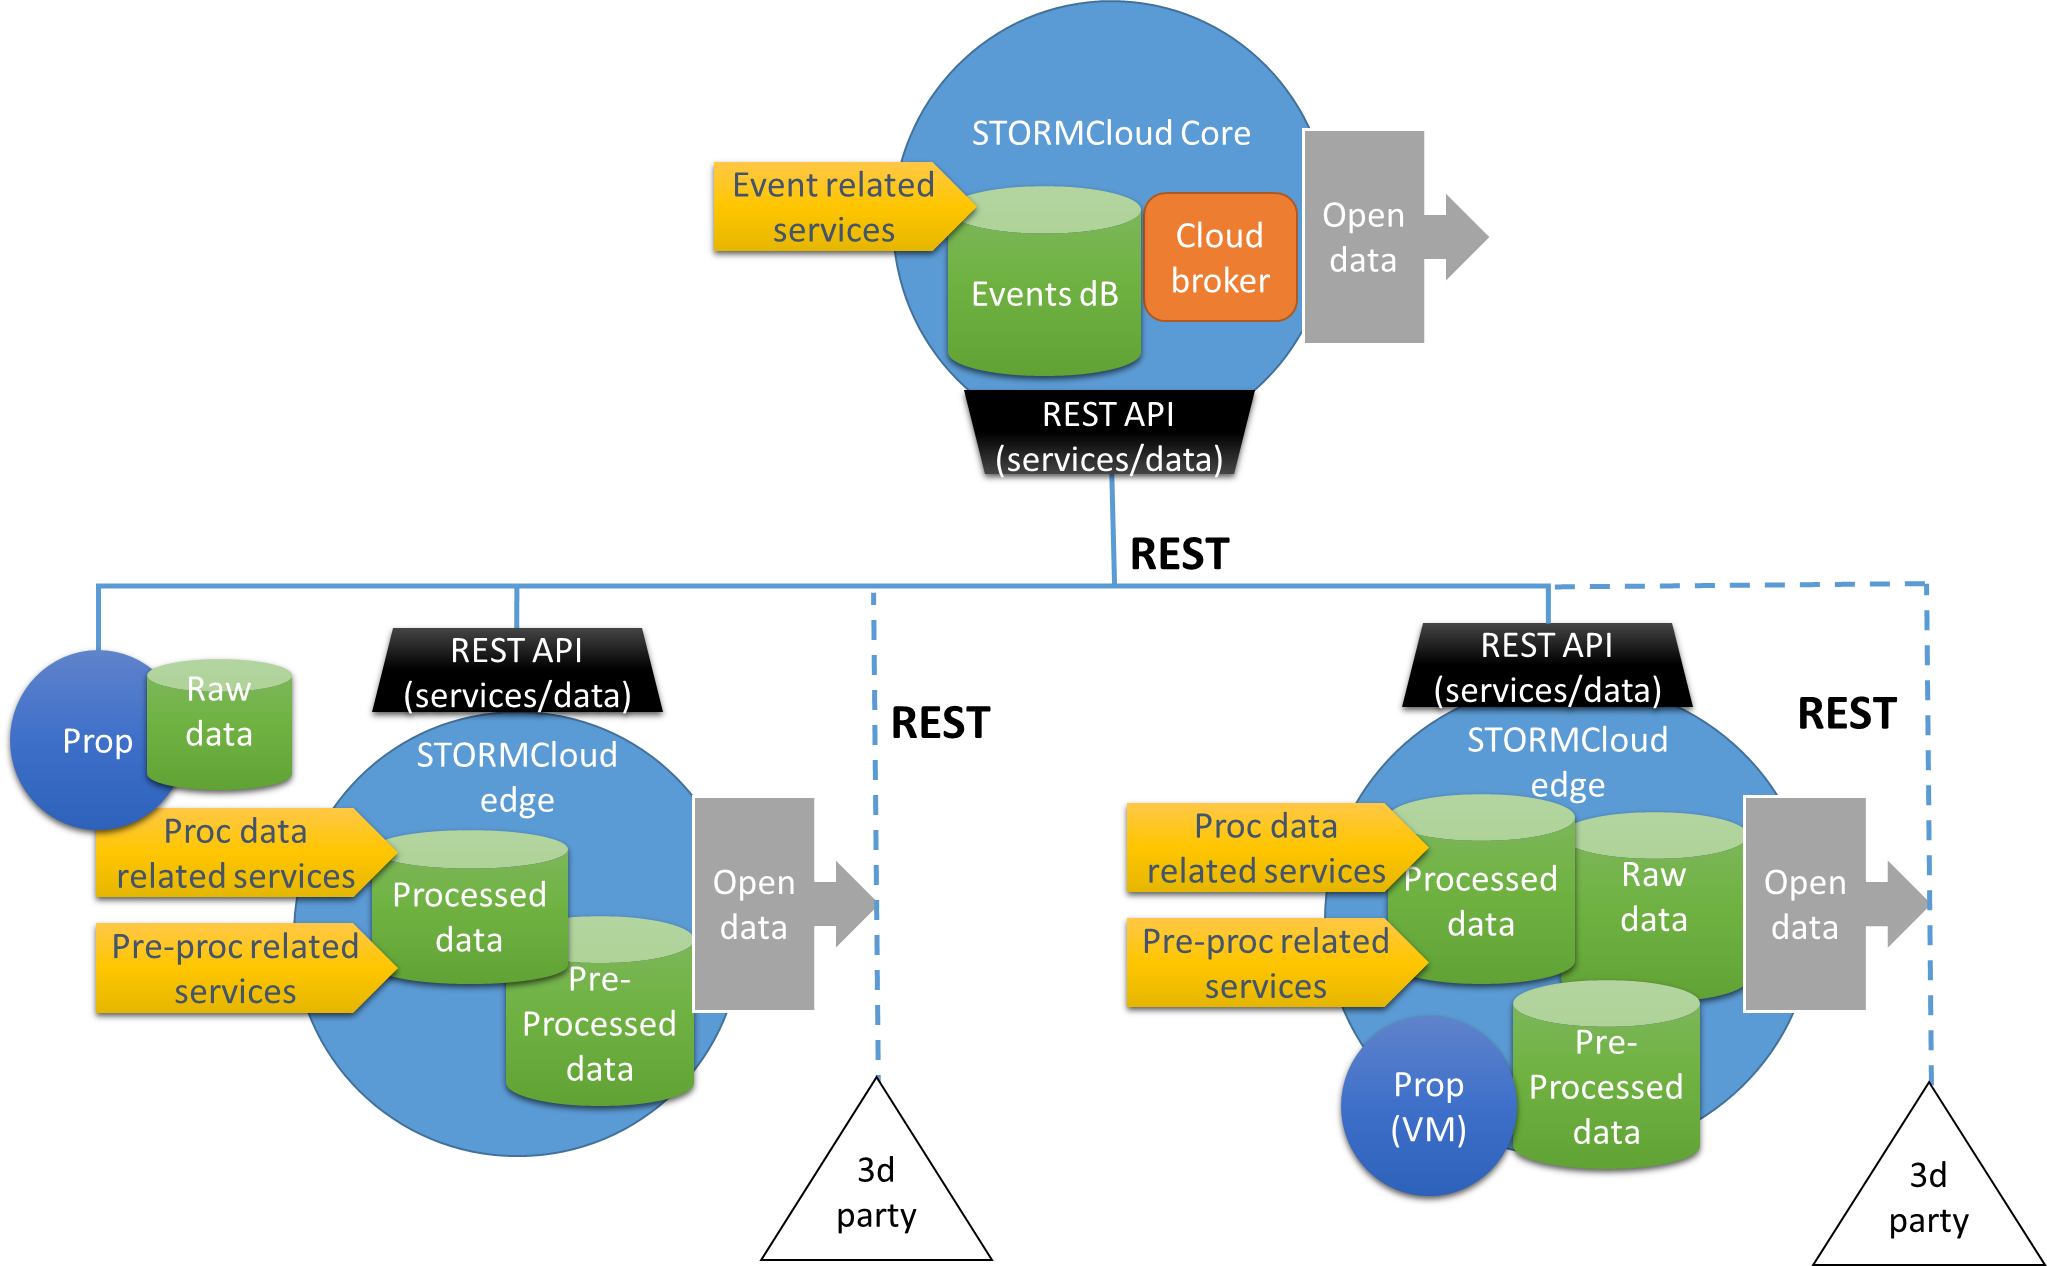 STORMCloud Core
Event related
services
Events dB
Cloud
broker
Open
data
REST API
(services/data)
REST
Prop
Raw
data
REST API
(services/data)
STORMCloud
edge
Proc data
related services
Pre-proc related
services
Processed
data
Pre-
Processed
data
Open
data
REST
3d
party
REST API
(services/data)
STORMCloud
edge
Proc data
related services
Pre-proc related
services
Processed
data
Raw
data
Pre-
Processed
data
Prop
(VM)
Open
data
REST
3d
party